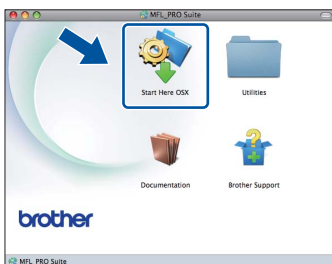 MFL_PRO Suite
Start Here OSX
Utilities
Documentation
Brother Support
brother
MFL_PRO Suite